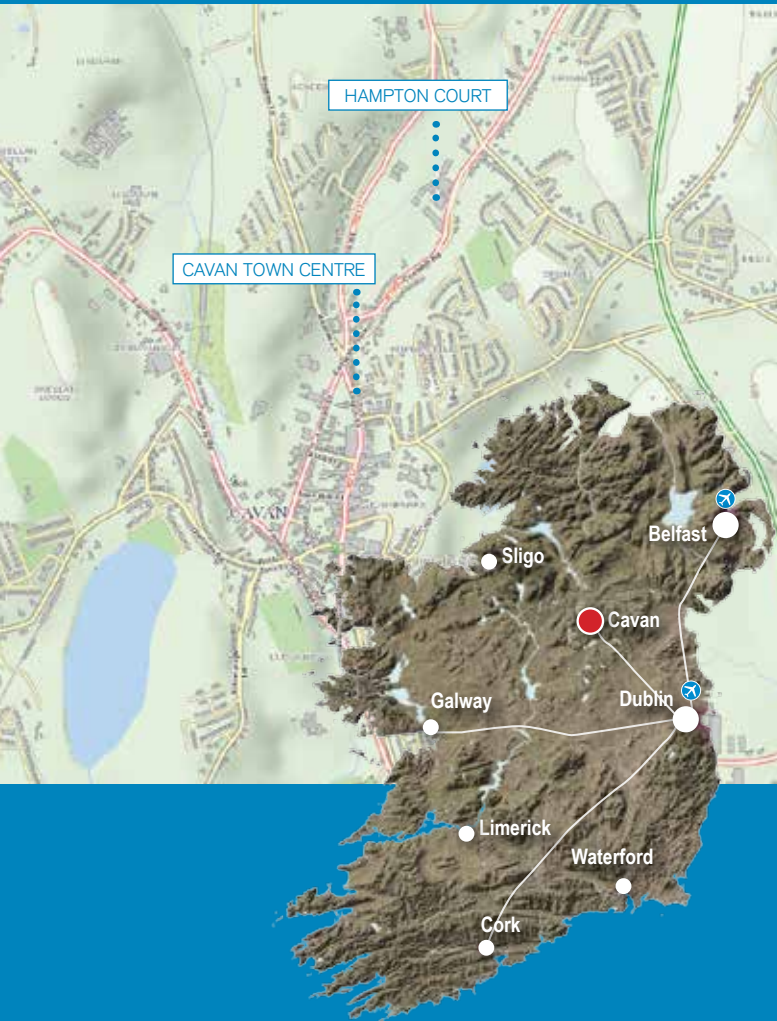 HAMPTON COURT
CAVAN TOWN CENTRE
CAVAN
Belfast
Sligo
Cavan
Dublin
Galway
Limerick
Waterford
Cork